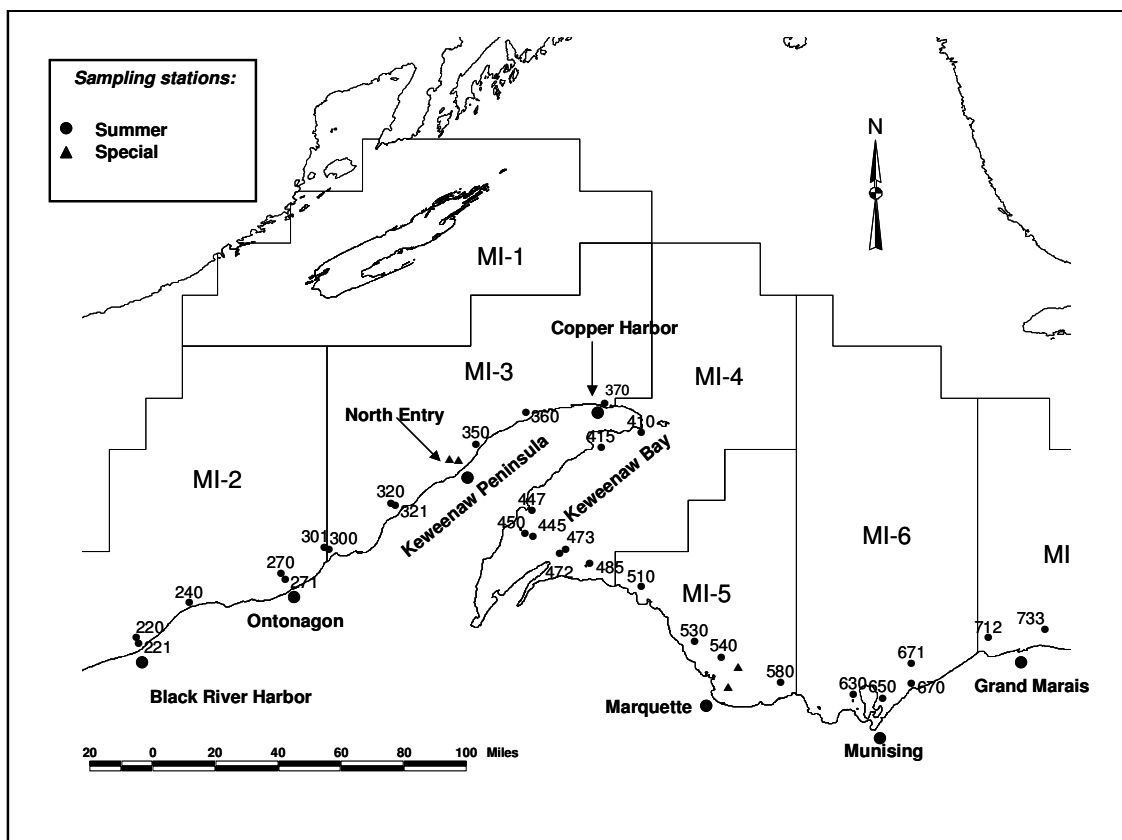 Sampling stations:
Summer
Special
N
MI-1
Copper Harbor
MI-3
370
MI-4
North Entry
360
410
350
415
MI-2
Keweenaw Peninsula
Keweenaw Bay
320
321
447
301
300
450
445
473
MI-6
MI
270
271
472
485
510
240
MI-5
Ontonagon
220
221
530
540
712
733
671
580
630
650
670
Black River Harbor
Marquette
Grand Marais
Munising
20 0 20 40 60 80 100 Miles